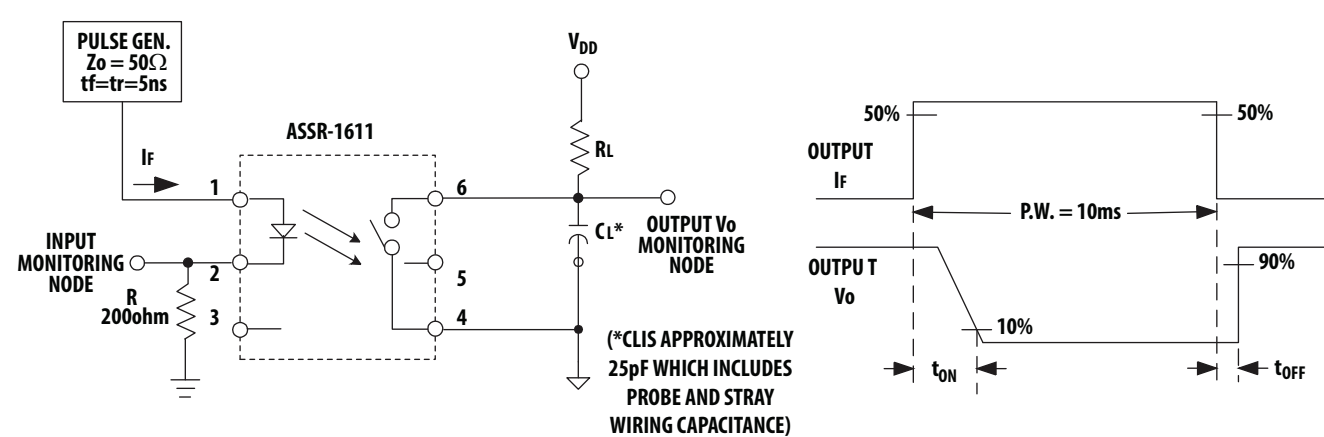 PULSE GEN.
Zo = 50Ω
tf=tr=5ns
VDD
ASSR-1611
RL
IF
1
6
INPUT
MONITORING
NODE
2
CL*
OUTPUT Vo
MONITORING
NODE
5
R
200ohm
3
4
(*CLIS APPROXIMATELY
25pF WHICH INCLUDES
PROBE AND STRAY
WIRING CAPACITANCE)
50%
50%
OUTPUT
IF
P.W. = 10ms
OUTPU T
Vo
90%
10%
tON
tOFF